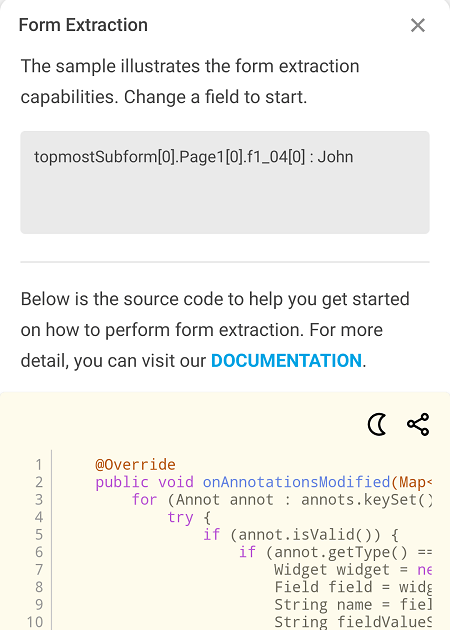 Form Extraction
The sample illustrates the form extraction
capabilities. Change a field to start.
topmostSubform[0].Page1[0].f1_04[0] : John
Below is the source code to help you get started
on how to perform form extraction. For more
detail, you can visit our DOCUMENTATION.
1 @Override
2 public void onAnnotationsModified(Map<
3 for (Annot annot : annots.keySet()
4 try {
5 if (annot.isValid()) {
6 if (annot.getType() ==
7 Widget widget = ne
8 Field field = widg
9 String name = fiel
10 String fieldValueS